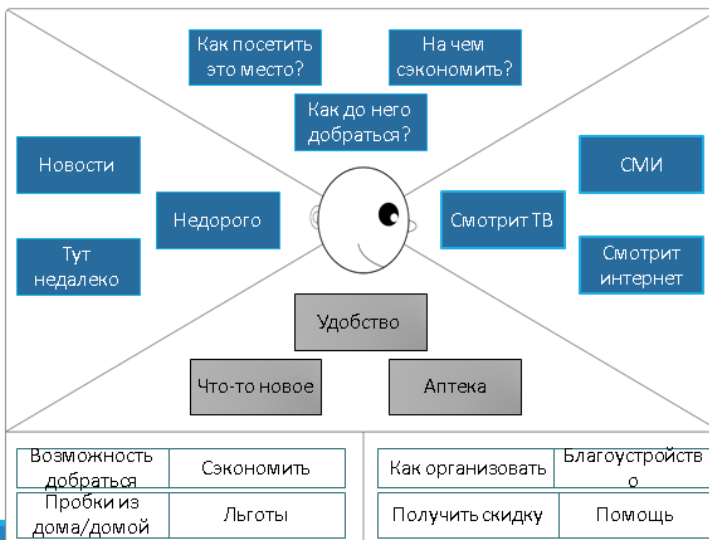 Как посетить
это место?
На чем
сэкономить?
Как до него
добраться?
Новости
СМИ
Недорого
Смотрит ТВ
Тут
недалеко
Смотрит
интернет
Удобство
Что-то новое
Аптека
Возможность
добраться
Сэкономить
Как организовать
Благоустройств
о
Пробки из
дома/домой
Льготы
Получить скидку
Помощь